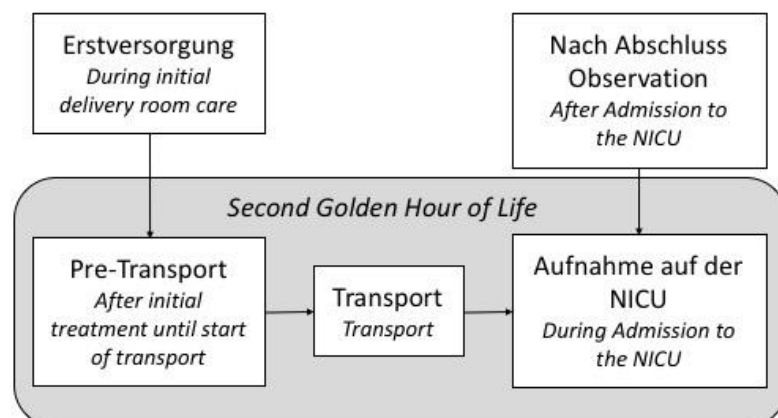 Erstversorgung
During initial
delivery room care
Nach Abschluss
Observation
After Admission to
the NICU
Second Golden Hour of Life
Pre-Transport
After initial
treatment until start
of transport
Transport
Transport
Aufnahme auf der
NICU
During Admission to
the NICU